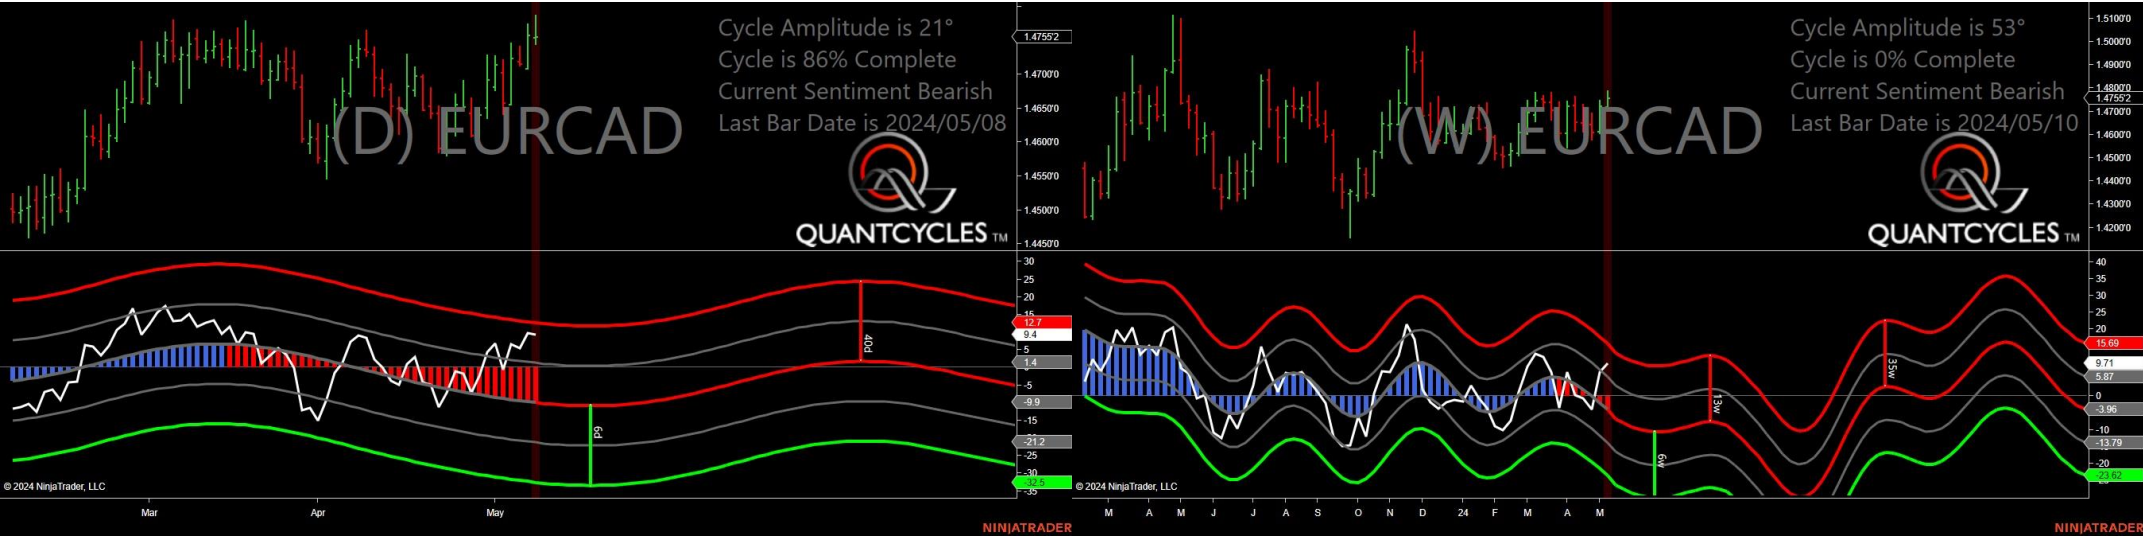 Cycle Amplitude is 21°
Cycle is 86% Complete
Current Sentiment Bearish
Last Bar Date is 2024/05/08
(D) EURCAD
QUANTCYCLES TM
1.4755'2
1.4700'0
1.4650'0
1.4600'0
1.4550'0
1.4500'0
1.4450'0
30
25
20
15
12.7
9.4
5
1.4
-5
-9.9
-15
-21.2
-25
-30
-32.5
-35
40d
6d
© 2024 NinjaTrader, LLC
Mar
Apr
May
NINJATRADER
Cycle Amplitude is 53°
Cycle is 0% Complete
Current Sentiment Bearish
Last Bar Date is 2024/05/10
(W) EURCAD
QUANTCYCLES TM
1.5100'0
1.5000'0
1.4900'0
1.4800'0
1.4755'2
1.4700'0
1.4600'0
1.4500'0
1.4400'0
1.4300'0
1.4200'0
40
35
30
25
20
15.69
9.71
5.87
0
-3.96
-10
-13.79
-20
-23.62
13w
6w
35w
© 2024 NinjaTrader, LLC
M A M J J A S O N D 24 F M A M
NINJATRADER